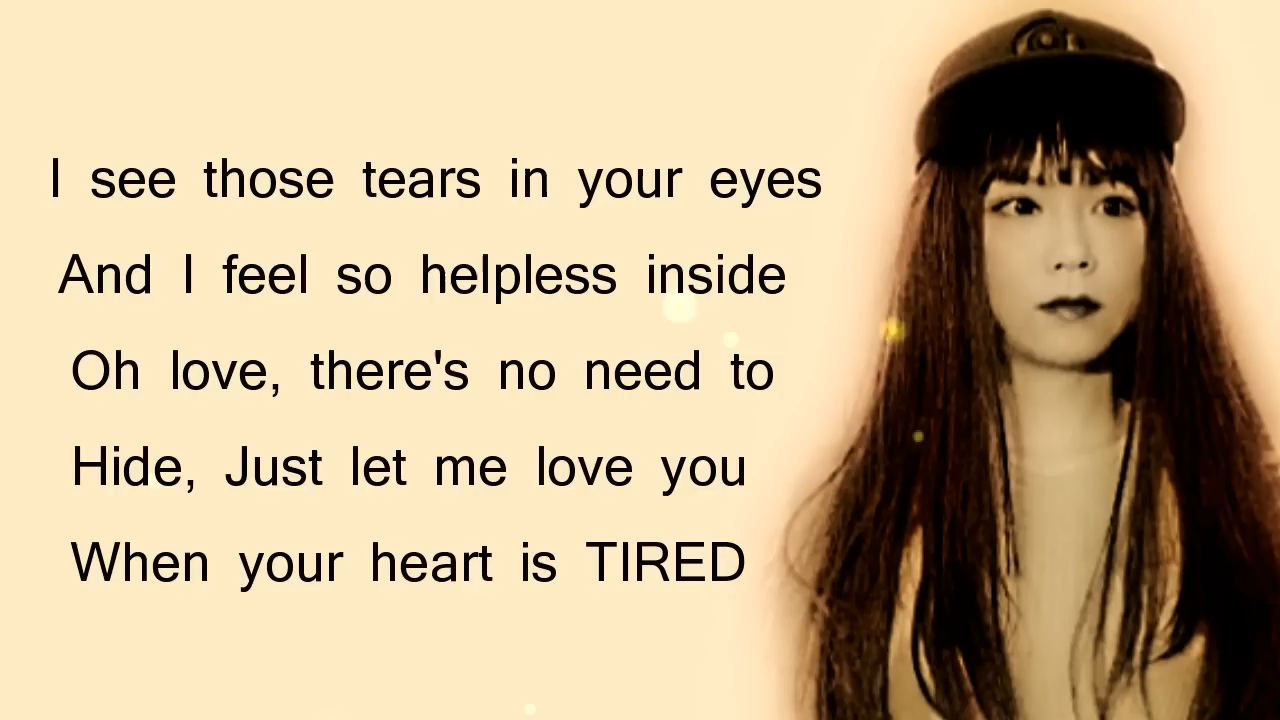 I see those tears in your eyes
And I feel so helpless inside
Oh love, there's no need to
Hide, Just let me love you
When your heart is TIRED